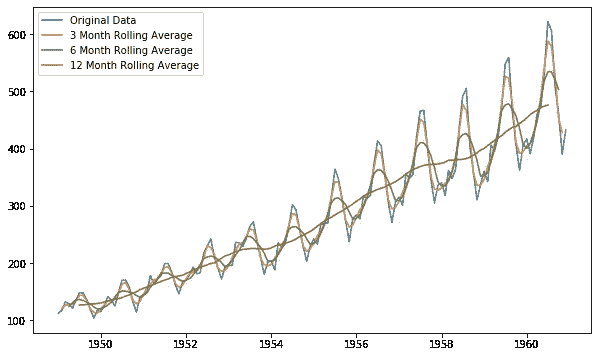 Original Data
3 Month Rolling Average
6 Month Rolling Average
12 Month Rolling Average
600
500
400
300
200
100
1950 1952 1954 1956 1958 1960